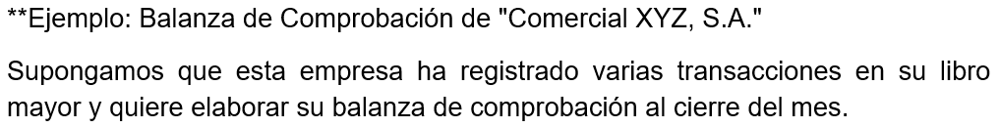 **Ejemplo: Balanza de Comprobación de "Comercial XYZ, S.A."
Supongamos que esta empresa ha registrado varias transacciones en su libro
mayor y quiere elaborar su balanza de comprobación al cierre del mes.